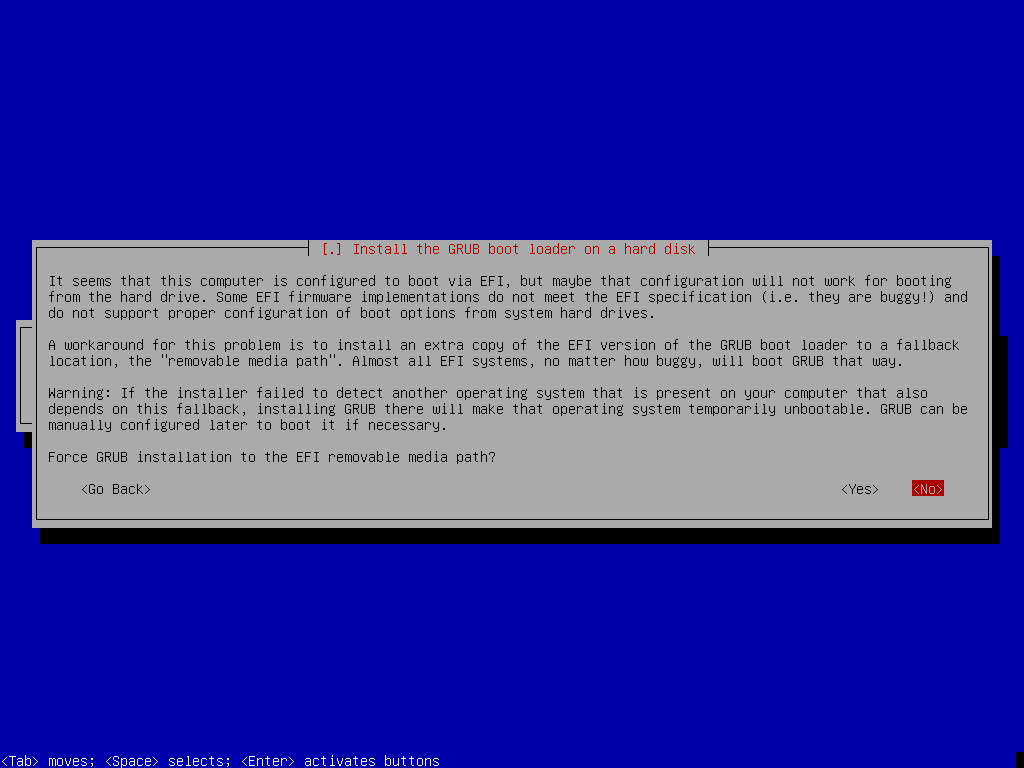 [.] Install the GRUB boot loader on a hard disk
It seems that this computer is configured to boot via EFI, but maybe that configuration will not work for booting
from the hard drive. Some EFI firmware implementations do not meet the EFI specification (i.e. they are buggy!) and
do not support proper configuration of boot options from system hard drives.
A workaround for this problem is to install an extra copy of the EFI version of the GRUB boot loader to a fallback
location, the "removable media path". Almost all EFI systems, no matter how buggy, will boot GRUB that way.
Warning: If the installer failed to detect another operating system that is present on your computer that also
depends on this fallback, installing GRUB there will make that operating system temporarily unbootable. GRUB can be
manually configured later to boot it if necessary.
Force GRUB installation to the EFI removable media path?
<Go Back> <Yes> <No>
<Tab> moves; <Space> selects; <Enter> activates buttons